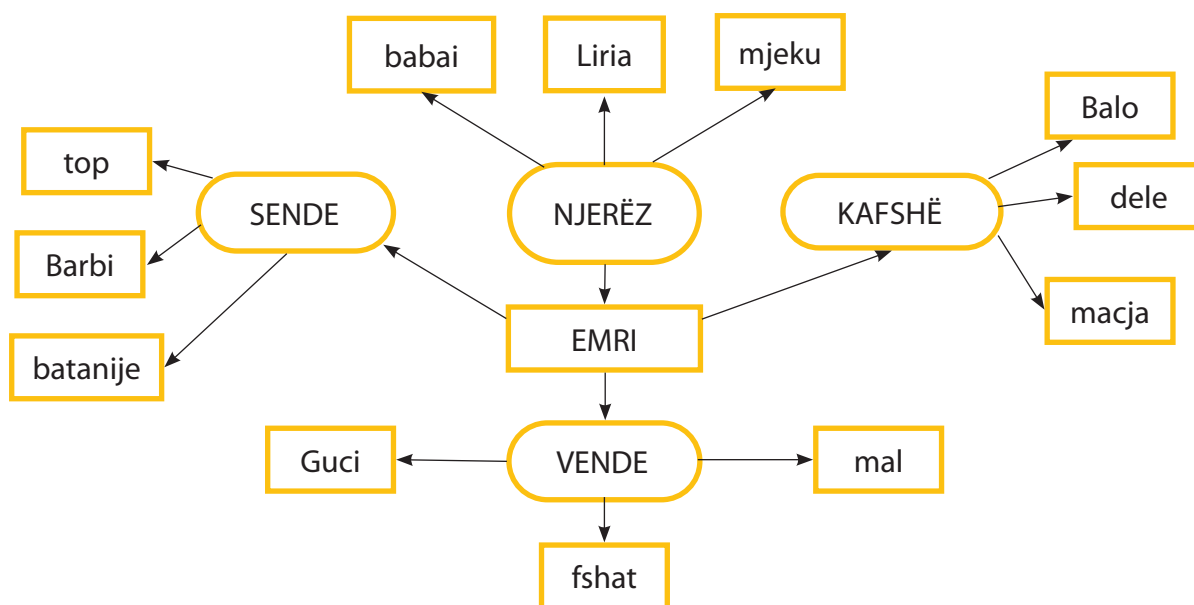 babai
Liria
mjeku
Balo
top
dele
SENDE
NJERËZ
KAFSHË
Barbi
macja
EMRI
batanije
Guci
VENDE
mal
fshat